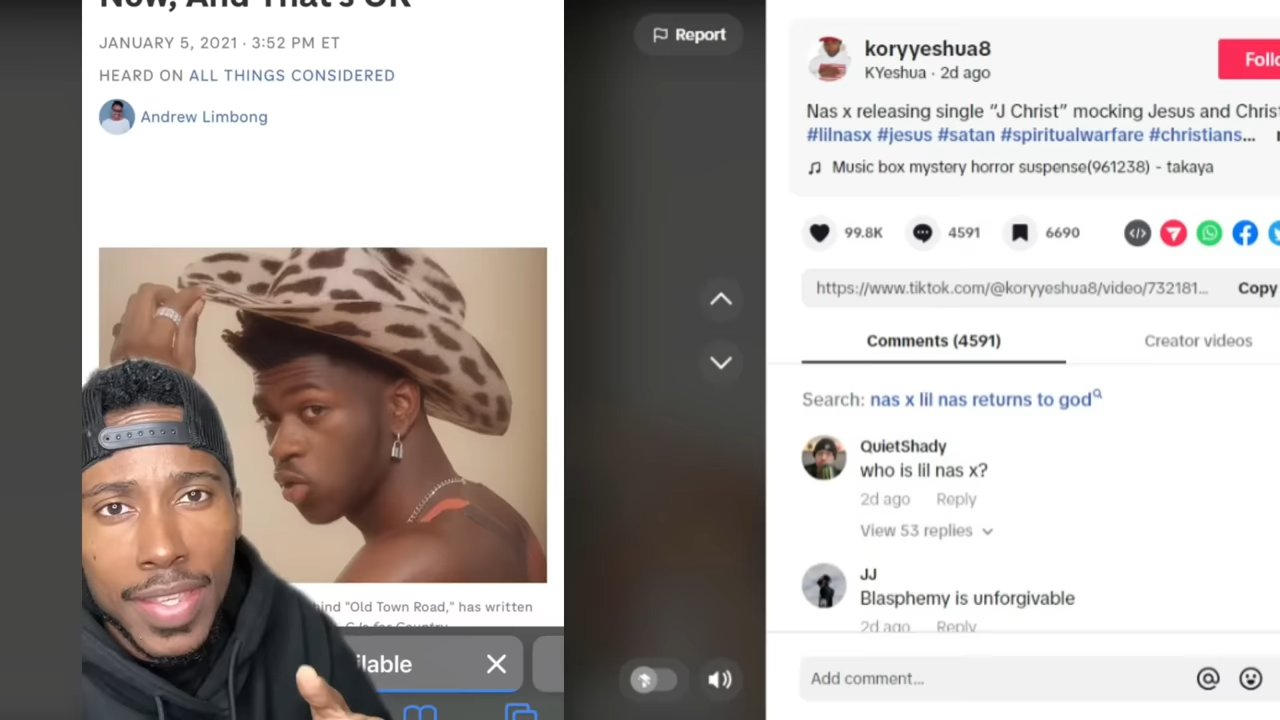 Now, And That's OK
JANUARY 5, 2021 · 3:52 PM ET
HEARD ON ALL THINGS CONSIDERED
Andrew Limbong
"Old Town Road," has written
C Is for Country
ilable
Report
koryyeshua8
KYeshua · 2d ago
Follo
Nas x releasing single “J Christ” mocking Jesus and Christ
#lilnasx #jesus #satan #spiritualwarfare #christians...
Music box mystery horror suspense(961238) - takaya
99.8K 4591 6690
https://www.tiktok.com/@koryyeshua8/video/732181... Copy
Comments (4591) Creator videos
Search: nas x lil nas returns to god
QuietShady
who is lil nas x?
2d ago Reply
View 53 replies
JJ
Blasphemy is unforgivable
2d ago Reply
Add comment...